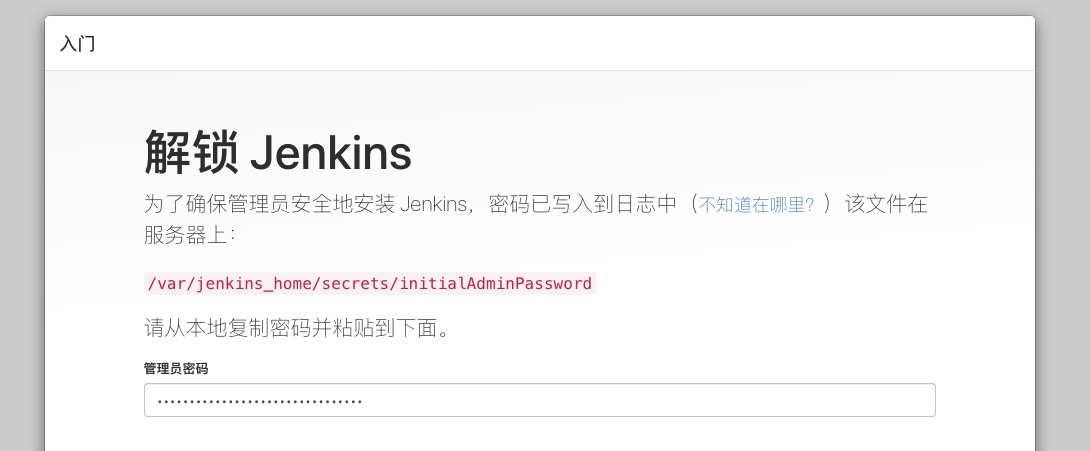 入门
解锁 Jenkins
为了确保管理员安全地安装 Jenkins，密码已写入到日志中（不知道在哪里？）该文件在
服务器上：
/var/jenkins_home/secrets/initialAdminPassword
请从本地复制密码并粘贴到下面。
管理员密码